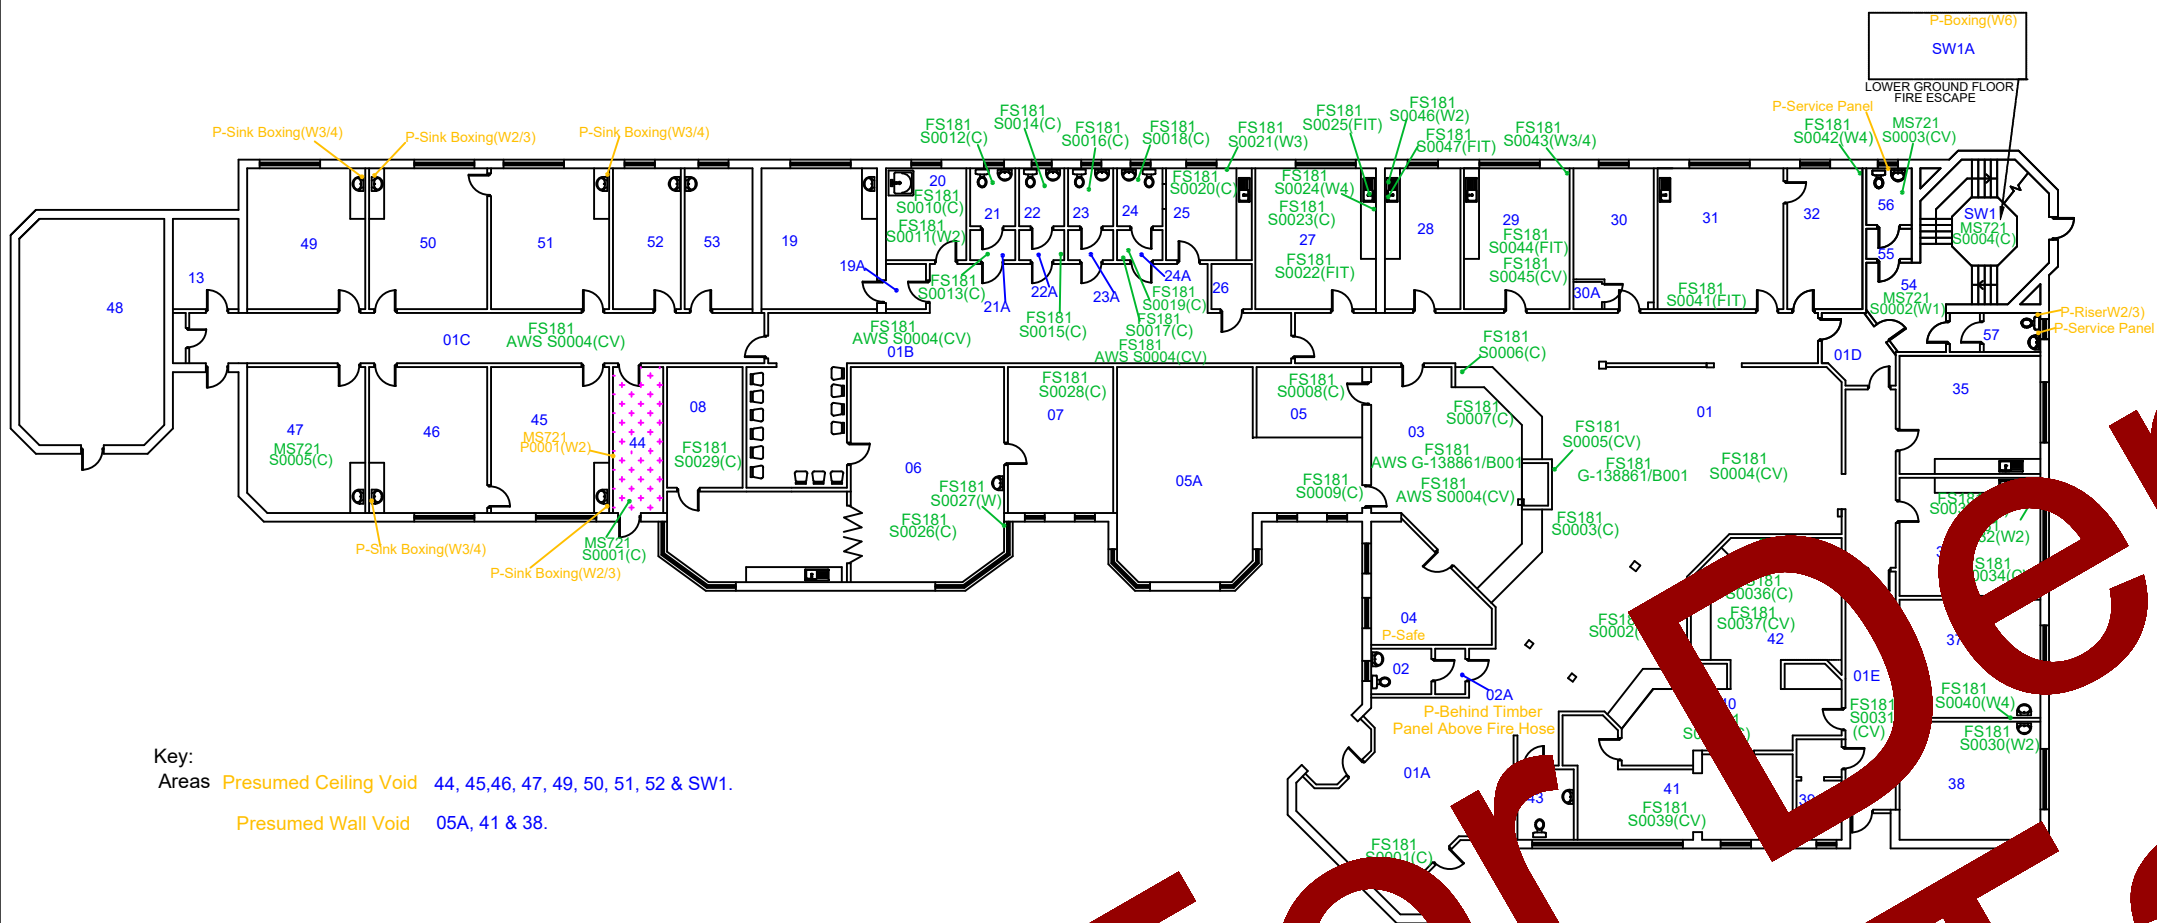 P-Boxing(W6)
SW1A
LOWER GROUND FLOOR
FIRE ESCAPE
P-Service Panel
FS181
S0042(W4)
MS721
S0003(CV)
P-Sink Boxing(W3/4)
P-Sink Boxing(W2/3)
P-Sink Boxing(W3/4)
FS181
S0012(C)
FS181
S0014(C)
FS181
S0016(C)
FS181
S0018(C)
FS181
S0021(W3)
FS181
S0025(FIT)
FS181
S0046(W2)
FS181
S0047(FIT)
FS181
S0043(W3/4)
48
13
49
50
51
52
53
19
19A
20
FS181
S0010(C)
FS181
S0011(W2)
21
22
23
24
25
FS181
S0020(C)
FS181
S0013(C)
21A
22A
23A
24A
FS181
S0015(C)
FS181
S0019(C)
FS181
S0017(C)
26
FS181
S0024(W4)
FS181
S0023(C)
27
FS181
S0022(FIT)
28
29
FS181
S0044(FIT)
FS181
S0045(CV)
30
30A
31
FS181
S0041(FIT)
32
56
55
54
MS721
S0002(W1)
SW1
MS721
S0004(C)
P-RiserW2/3)
P-Service Panel
57
01C
FS181
AWS S0004(CV)
FS181
AWS S0004(CV)
01B
FS181
AWS S0004(CV)
FS181
S0006(C)
01D
35
47
MS721
S0005(C)
46
45
MS721
P0001(W2)
44
08
FS181
S0029(C)
06
FS181
S0027(W)
FS181
S0026(C)
FS181
S0028(C)
07
05A
FS181
S0008(C)
05
FS181
S0009(C)
03
FS181
S0007(C)
FS181
AWS G-138861/B001
FS181
AWS S0004(CV)
FS181
S0005(CV)
FS181
G-138861/B001
01
FS181
S0004(CV)
FS181
S0003(C)
P-Sink Boxing(W3/4)
P-Sink Boxing(W2/3)
MS721
S0001(C)
04
P-Safe
02
02A
P-Behind Timber
Panel Above Fire Hose
S0036(C)
FS181
S0037(CV)
42
01E
FS181
S0031
(CV)
FS181
S0040(W4)
FS181
S0030(W2)
38
01A
41
FS181
S0039(CV)
FS181
Key:
Areas Presumed Ceiling Void 44, 45,46, 47, 49, 50, 51, 52 & SW1.
Presumed Wall Void 05A, 41 & 38.